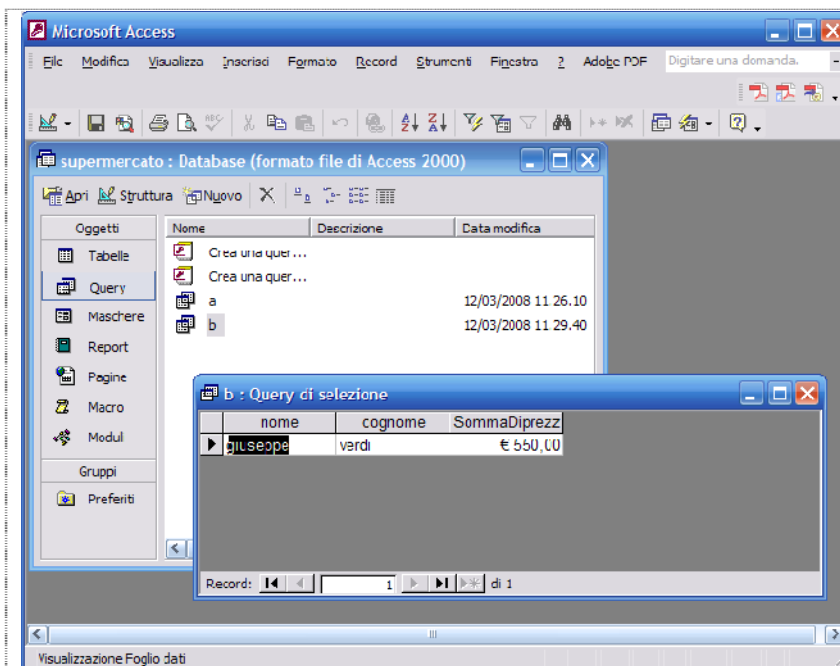 Microsoft Access
File Modifica Visualizza Inserisci Formato Record Strumenti Finestra ? Adobe PDF Digitare una domanda.
supermercato : Database (formato file di Access 2000)
Apri Struttura Nuovo
Oggetti Nome Descrizione Data modifica
Tabelle Crea una quer...
Query Crea una quer...
a 12/03/2008 11 26.10
Maschere b 12/03/2008 11 29.40
Report
Pagine
Macro
Modul
Gruppi
Preferiti
b : Query di selezione
nome cognome SommaDiprezz
giuseppe verdi € 550,00
Record: 1 di 1
Visualizzazione Foglio dati